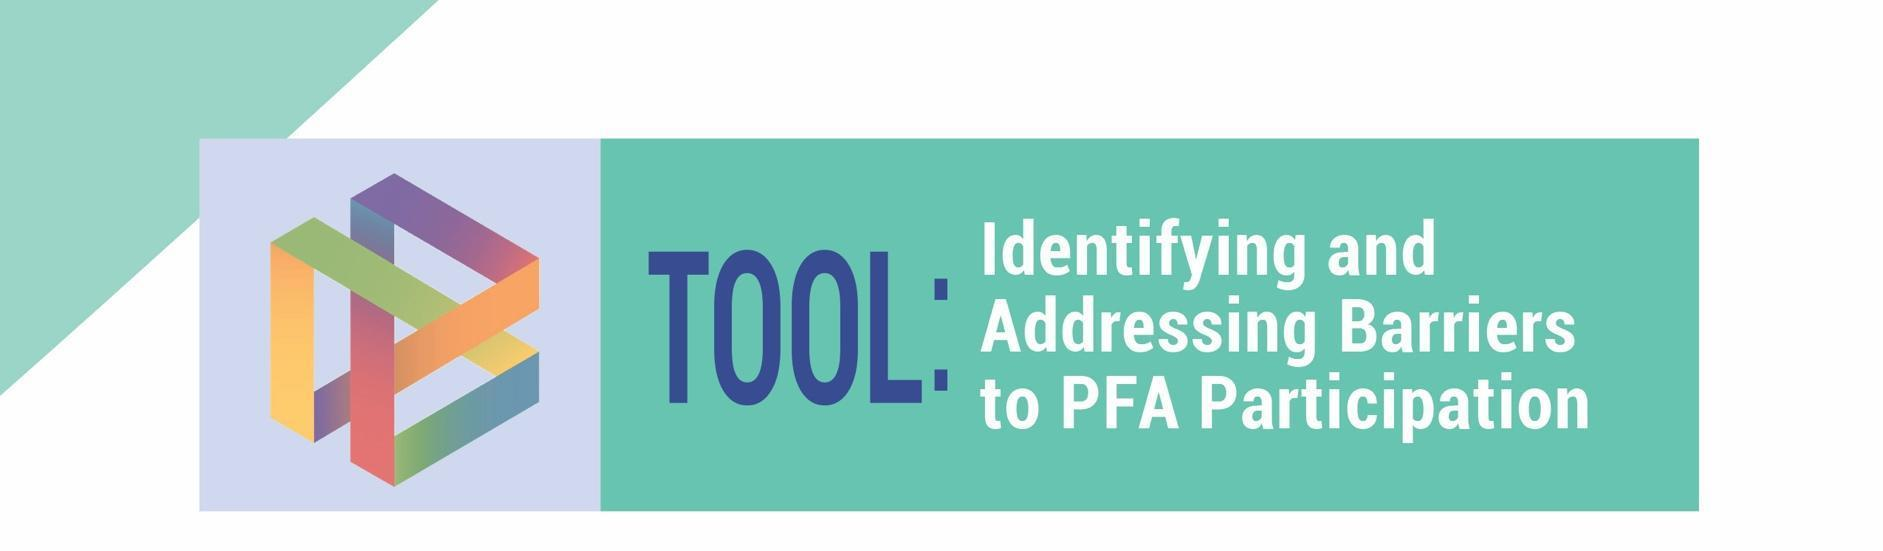 TOOL:
Identifying and
Addressing Barriers
to PFA Participation